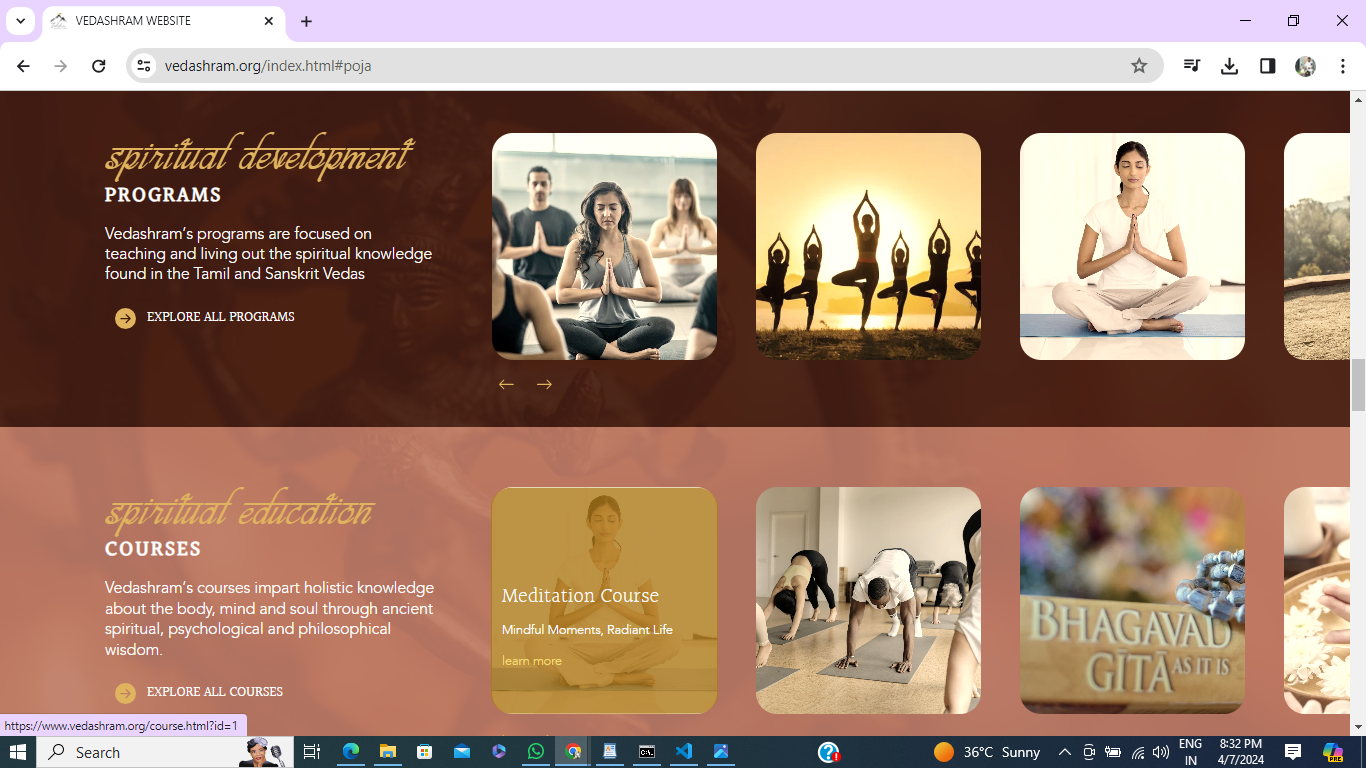 VEDASHRAM WEBSITE
vedashram.org/index.html#poja
spiritual development
PROGRAMS
Vedashram's programs are focused on
teaching and living out the spiritual knowledge
found in the Tamil and Sanskrit Vedas
EXPLORE ALL PROGRAMS
spiritual education
COURSES
Vedashram's courses impart holistic knowledge
about the body, mind and soul through ancient
spiritual, psychological and philosophical
wisdom.
EXPLORE ALL COURSES
Meditation Course
Mindful Moments, Radiant Life
learn more
BHAGAVAD
GĪTĀ AS IT IS
https://www.vedashram.org/course.html?id=1
Search
36°C Sunny
ENG
IN
8:32 PM
4/7/2024
PRE